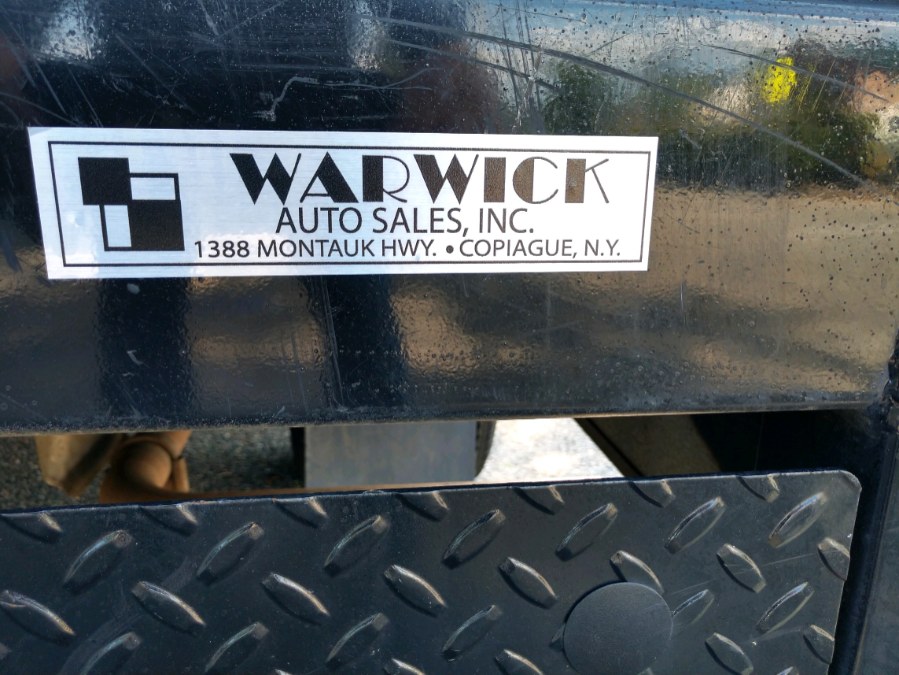 WARWICK
AUTO SALES, INC.
1388 MONTAUK HWY. • COPIAGUE, N.Y.